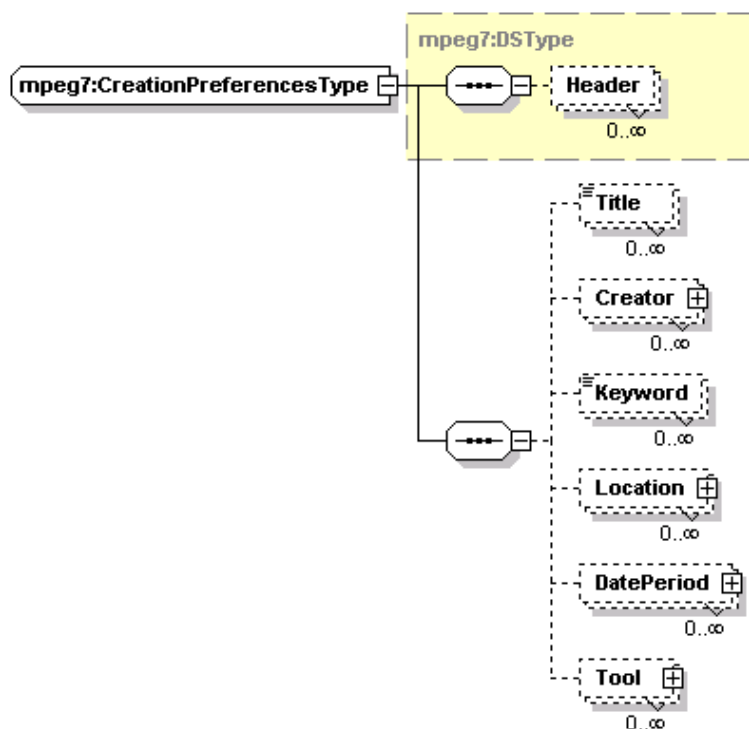 mpeg7:DSType
mpeg7:CreationPreferencesType
Header
0..∞
Title
0..∞
Creator
0..∞
Keyword
0..∞
Location
0..∞
DatePeriod
0..∞
Tool
0..∞